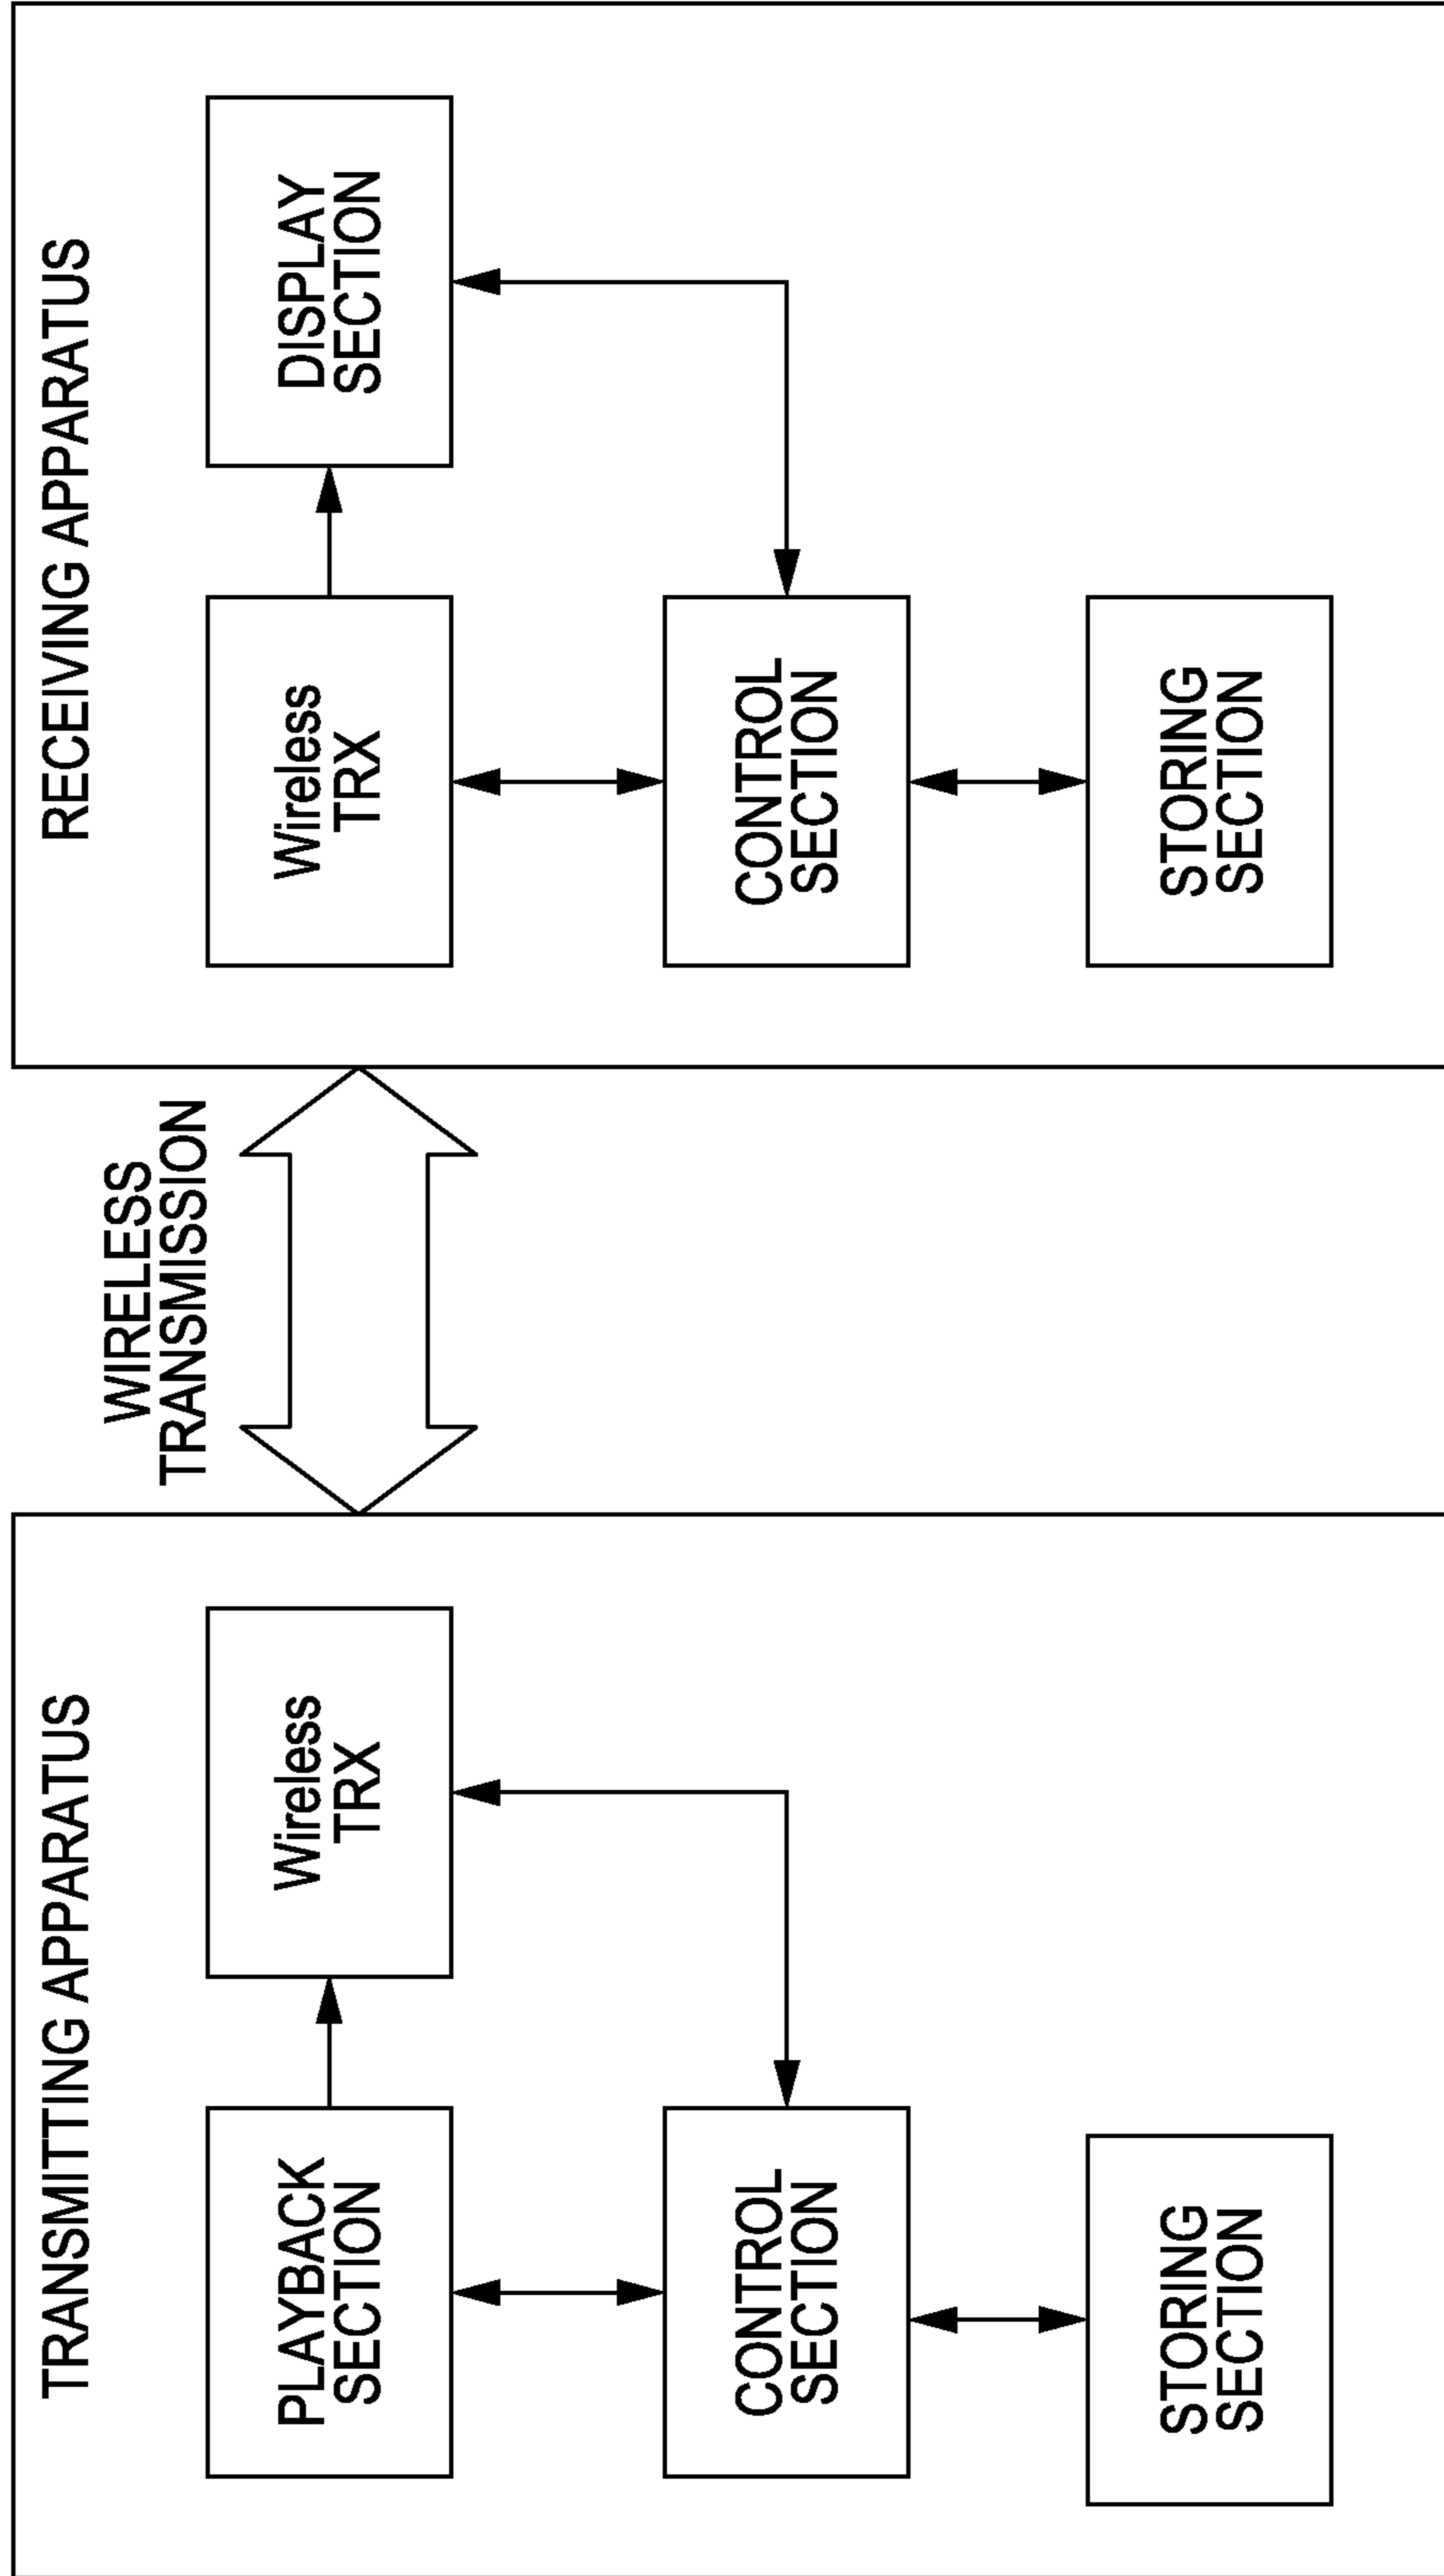 TRANSMITTING APPARATUS
PLAYBACK
SECTION
Wireless
TRX
CONTROL
SECTION
STORING
SECTION
WIRELESS
TRANSMISSION
RECEIVING APPARATUS
Wireless
TRX
DISPLAY
SECTION
CONTROL
SECTION
STORING
SECTION